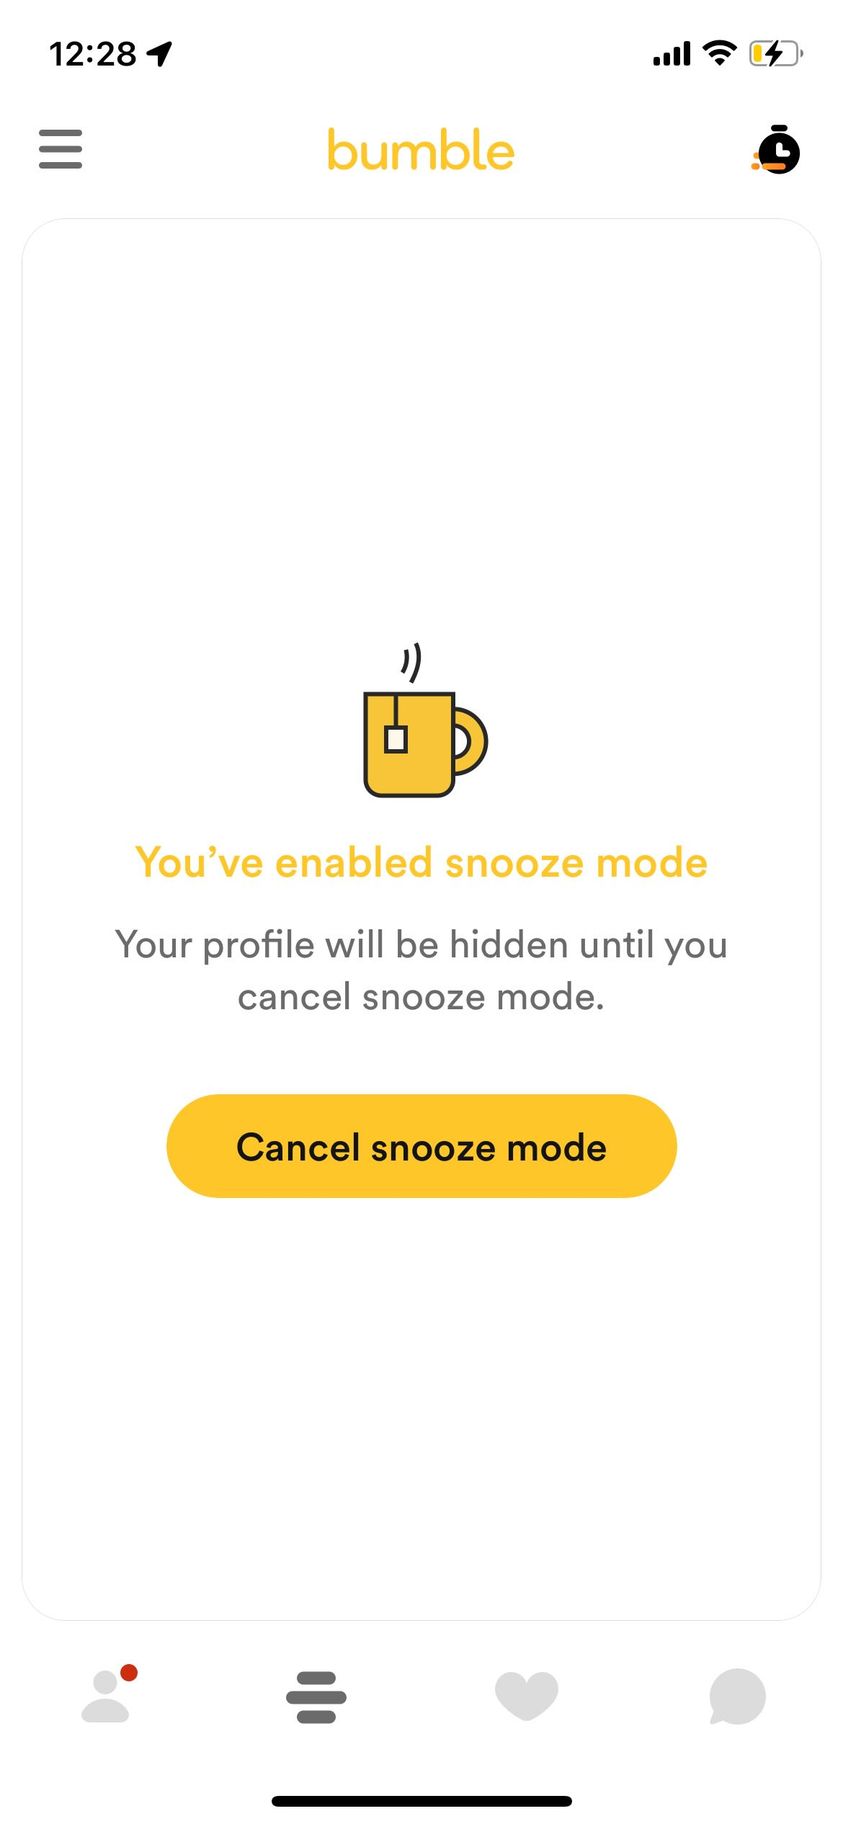 12:28
bumble
You’ve enabled snooze mode
Your profile will be hidden until you
cancel snooze mode.
Cancel snooze mode